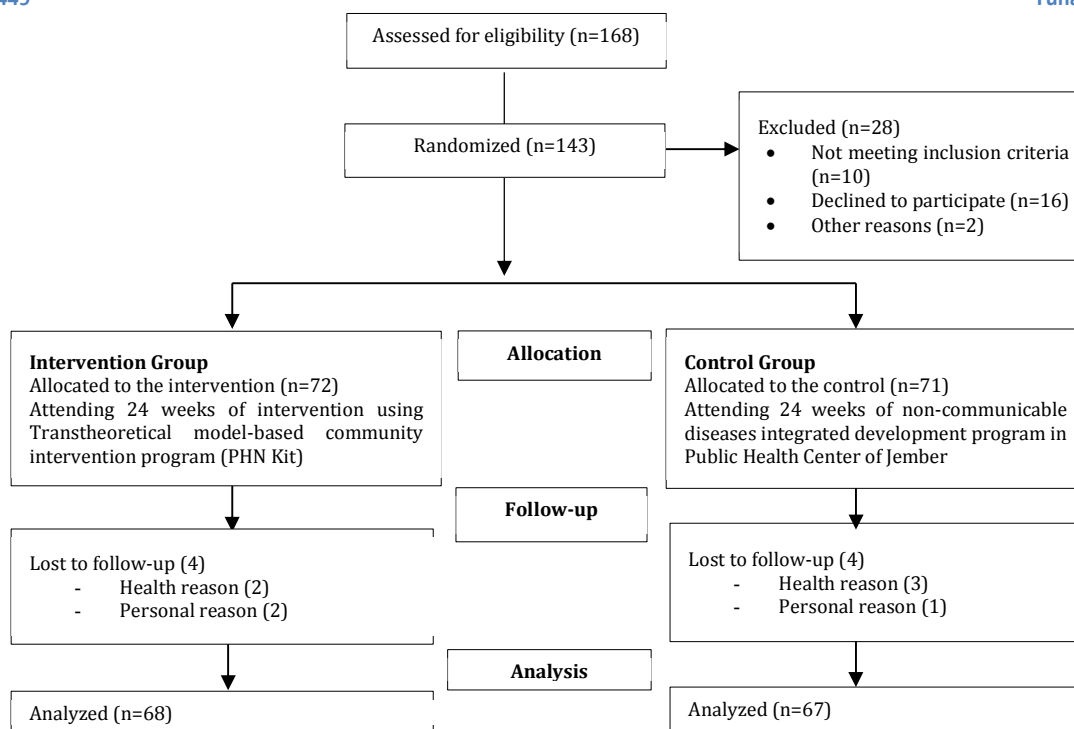 449
Assessed for eligibility (n=168)
Randomized (n=143)
Excluded (n=28)
• Not meeting inclusion criteria
(n=10)
• Declined to participate (n=16)
• Other reasons (n=2)
Intervention Group
Allocated to the intervention (n=72)
Attending 24 weeks of intervention using
Transtheoretical model-based community
intervention program (PHN Kit)
Allocation
Control Group
Allocated to the control (n=71)
Attending 24 weeks of non-communicable
diseases integrated development program in
Public Health Center of Jember
Follow-up
Lost to follow-up (4)
- Health reason (2)
- Personal reason (2)
Lost to follow-up (4)
- Health reason (3)
- Personal reason (1)
Analysis
Analyzed (n=68)
Analyzed (n=67)